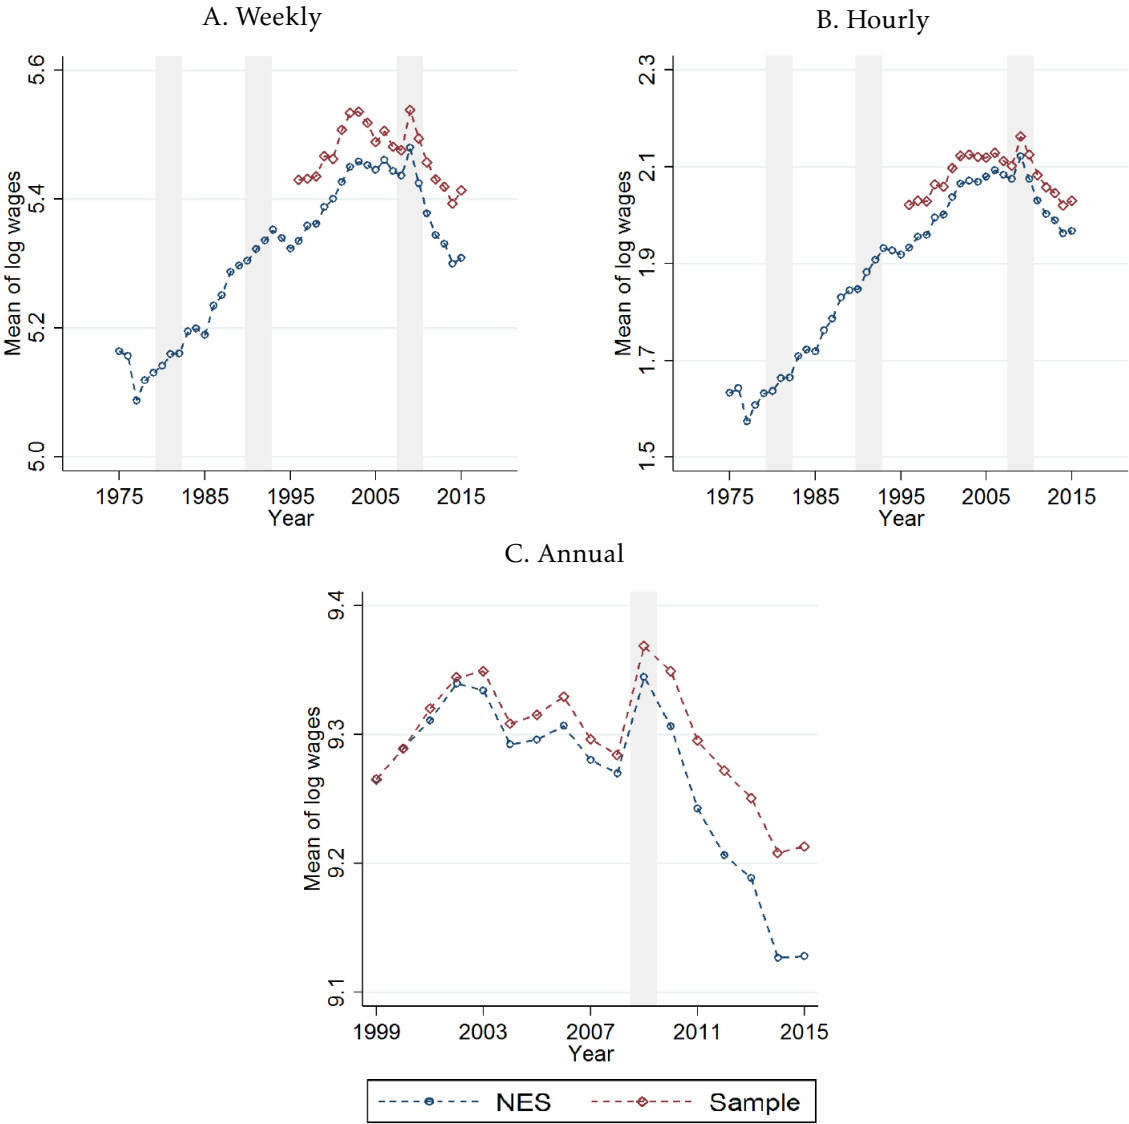 A. Weekly
Mean of log wages
5.6
5.4
5.2
5.0
1975 1985 1995 2005 2015
Year
B. Hourly
Mean of log wages
2.3
2.1
1.9
1.7
1.5
1975 1985 1995 2005 2015
Year
C. Annual
Mean of log wages
9.4
9.3
9.2
9.1
1999 2003 2007 2011 2015
Year
NES Sample